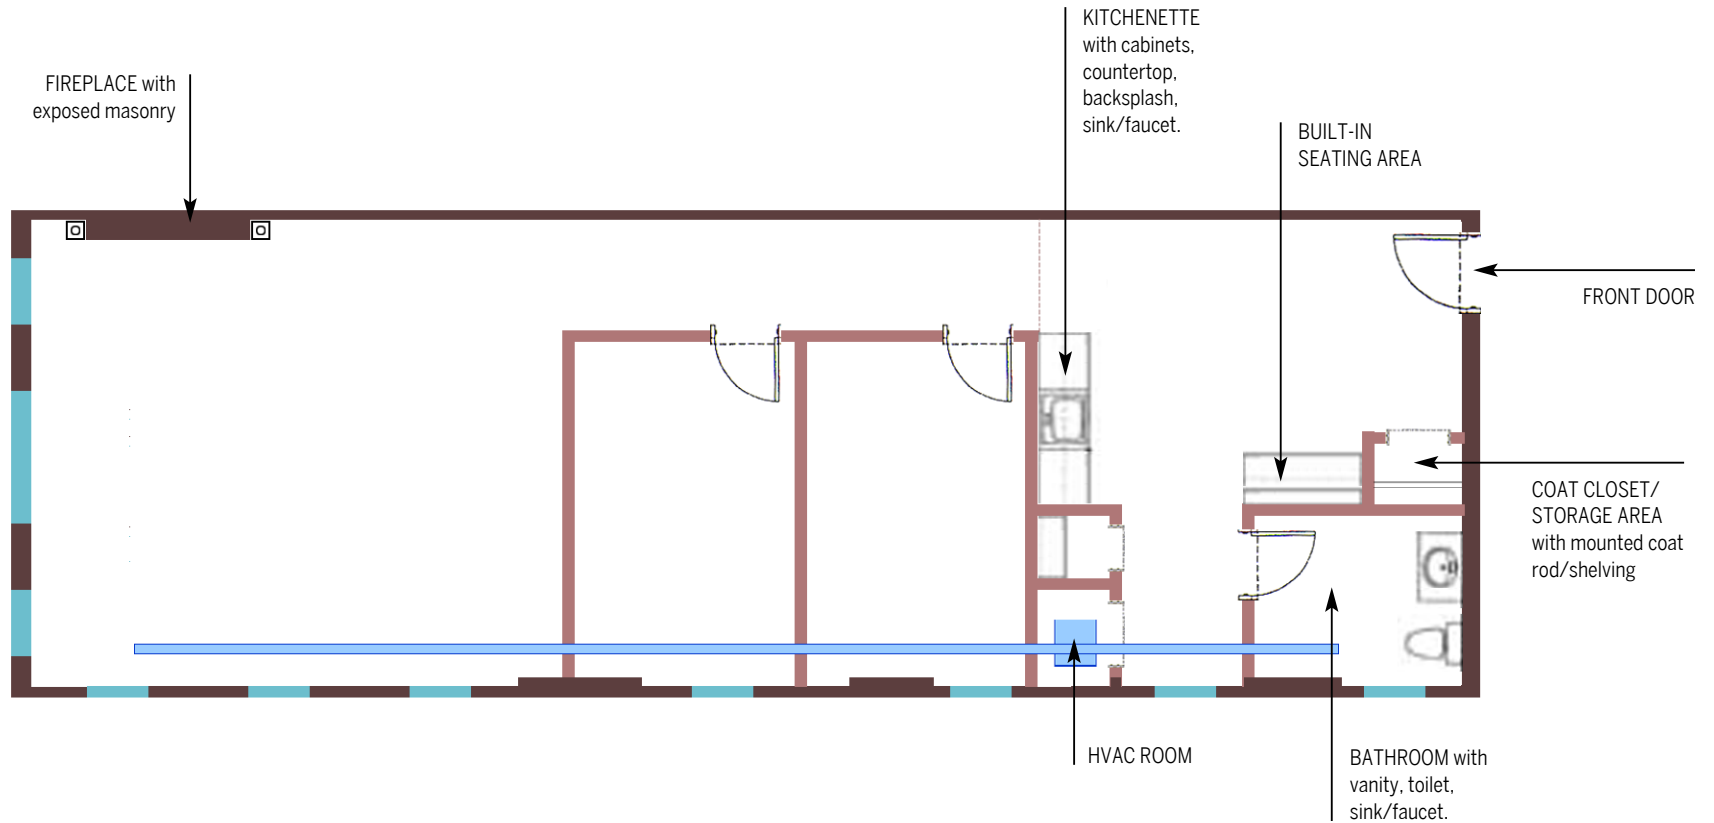 KITCHENETTE
with cabinets,
countertop,
backsplash,
sink/faucet.
FIREPLACE with
exposed masonry
BUILT-IN
SEATING AREA
FRONT DOOR
COAT CLOSET/
STORAGE AREA
with mounted coat
rod/shelving
HVAC ROOM
BATHROOM with
vanity, toilet,
sink/faucet.